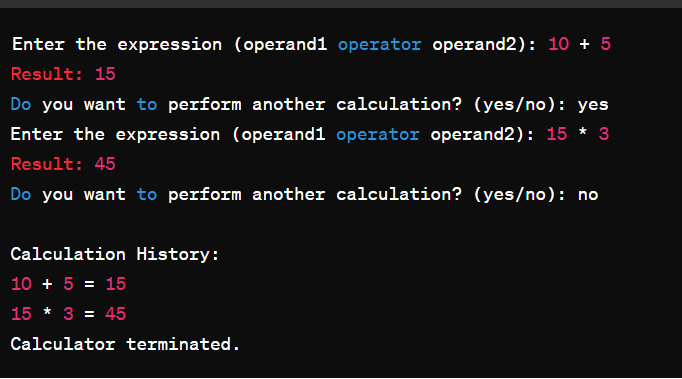 Enter the expression (operand1 operator operand2): 10 + 5
Result: 15
Do you want to perform another calculation? (yes/no): yes
Enter the expression (operand1 operator operand2): 15 * 3
Result: 45
Do you want to perform another calculation? (yes/no): no
Calculation History:
10 + 5 = 15
15 * 3 = 45
Calculator terminated.